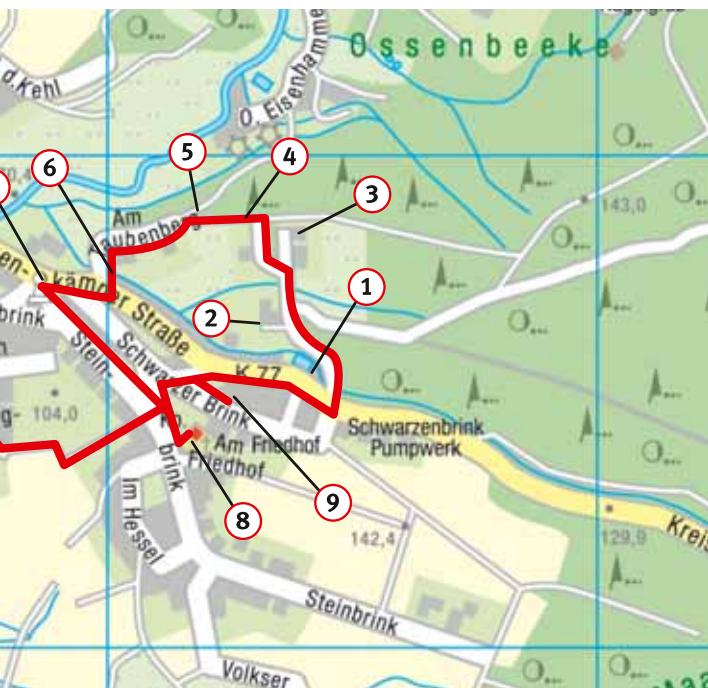 Ossenbeeke
d. Kehl
O. Eisenhammer
5
4
6
3
143,0
Am
Laubenberg
1
2
kämper Straße
brink
Stein-
brink
Schwarzer Brink
K 77
104,0
Am Friedhof
Friedhof
Schwarzenbrink
Pumpwerk
9
8
Im Hessel
142,4
129,9
Kreis
Steinbrink
Volkser